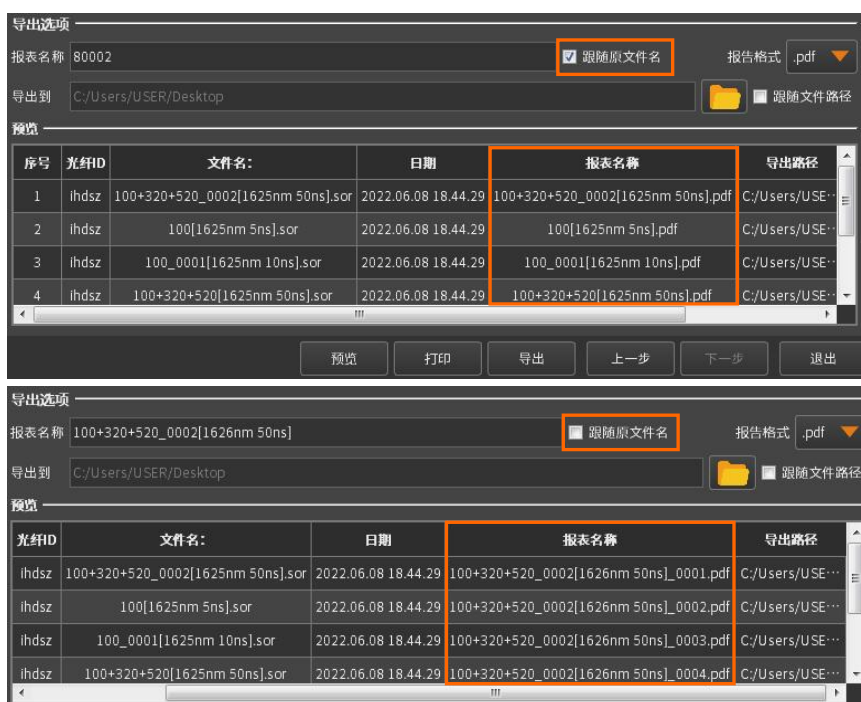 导出选项
报表名称 80002 跟随原文件名 报告格式 .pdf
导出到 C:/Users/USER/Desktop 跟随文件路径
预览
序号 光纤ID 文件名: 日期 报表名称 导出路径
1 ihdsz 100+320+520_0002[1625nm 50ns].sor 2022.06.08 18.44.29 100+320+520_0002[1625nm 50ns].pdf C:/Users/USE···
2 ihdsz 100[1625nm 5ns].sor 2022.06.08 18.44.29 100[1625nm 5ns].pdf C:/Users/USE···
3 ihdsz 100_0001[1625nm 10ns].sor 2022.06.08 18.44.29 100_0001[1625nm 10ns].pdf C:/Users/USE···
4 ihdsz 100+320+520[1625nm 50ns].sor 2022.06.08 18.44.29 100+320+520[1625nm 50ns].pdf C:/Users/USE···
预览 打印 导出 上一步 下一步 退出
导出选项
报表名称 100+320+520_0002[1626nm 50ns] 跟随原文件名 报告格式 .pdf
导出到 C:/Users/USER/Desktop 跟随文件路径
预览
光纤ID 文件名: 日期 报表名称 导出路径
ihdsz 100+320+520_0002[1625nm 50ns].sor 2022.06.08 18.44.29 100+320+520_0002[1626nm 50ns]_0001.pdf C:/Users/USE···
ihdsz 100[1625nm 5ns].sor 2022.06.08 18.44.29 100+320+520_0002[1626nm 50ns]_0002.pdf C:/Users/USE···
ihdsz 100_0001[1625nm 10ns].sor 2022.06.08 18.44.29 100+320+520_0002[1626nm 50ns]_0003.pdf C:/Users/USE···
ihdsz 100+320+520[1625nm 50ns].sor 2022.06.08 18.44.29 100+320+520_0002[1626nm 50ns]_0004.pdf C:/Users/USE···